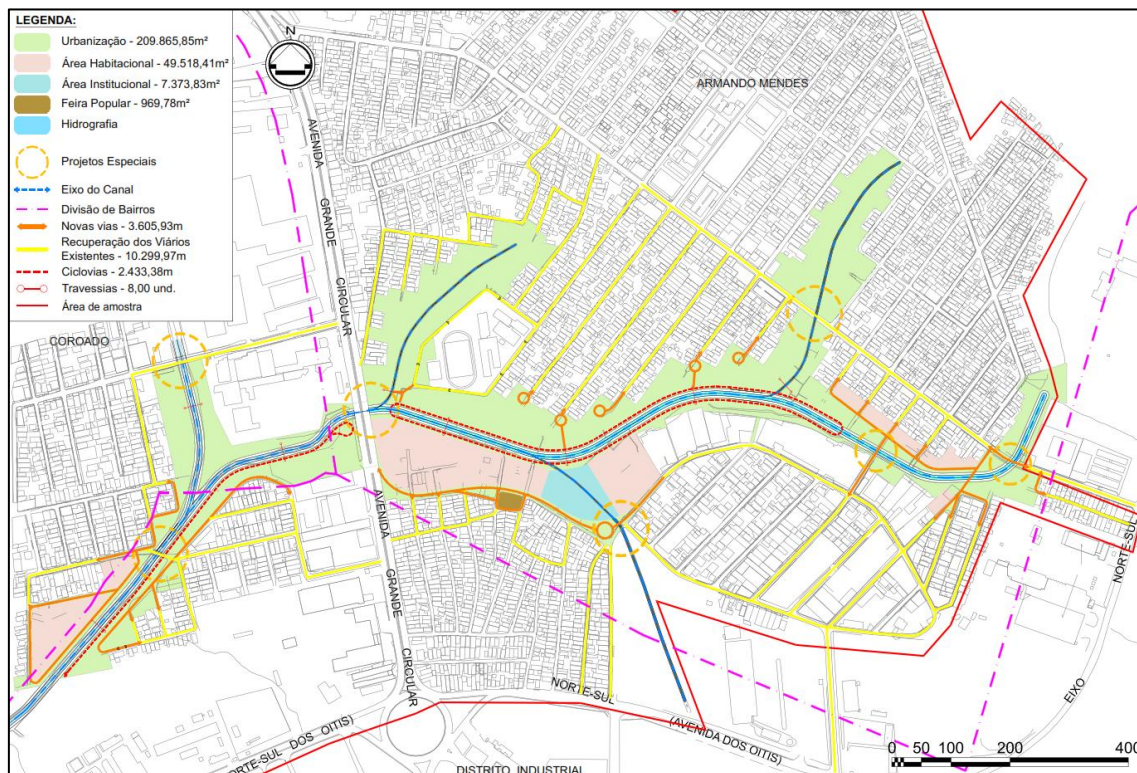 LEGENDA:
Urbanização - 209.865,85m²
Área Habitacional - 49.518,41m²
Área Institucional - 7.373,83m²
Feira Popular - 969,78m²
Hidrografia
Projetos Especiais
Eixo do Canal
Divisão de Bairros
Novas vias - 3.605,93m
Recuperação dos Viários
Existentes - 10.299,97m
Ciclovias - 2.433,38m
Travessias - 8,00 und.
Área de amostra
N
ARMANDO MENDES
AVENIDA
GRANDE
CIRCULAR
COROADO
AVENIDA
GRANDE
CIRCULAR
NORTE-SUL
(AVENIDA DOS OITIS)
ORTE-SUL DOS OITIS)
DISTRITO INDUSTRIAL
EIXO
NORTE-SUL
0 50 100 200 400